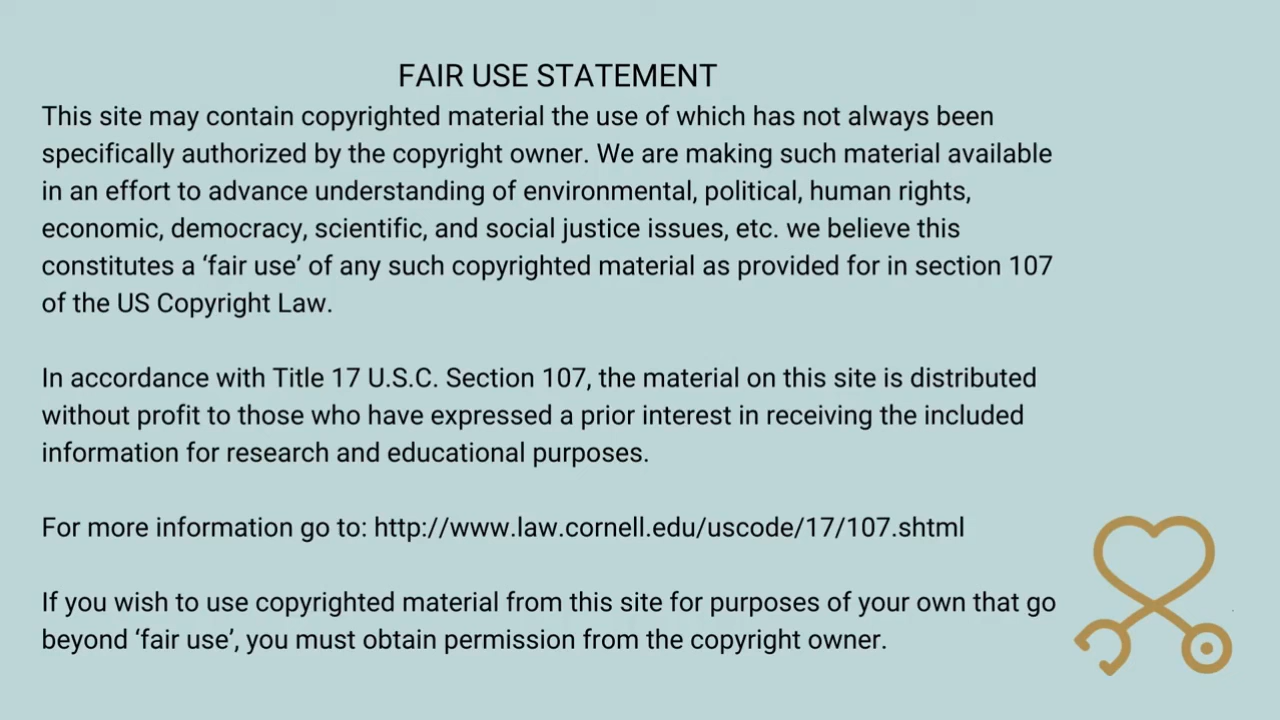 FAIR USE STATEMENT
This site may contain copyrighted material the use of which has not always been
specifically authorized by the copyright owner. We are making such material available
in an effort to advance understanding of environmental, political, human rights,
economic, democracy, scientific, and social justice issues, etc. we believe this
constitutes a ‘fair use’ of any such copyrighted material as provided for in section 107
of the US Copyright Law.
In accordance with Title 17 U.S.C. Section 107, the material on this site is distributed
without profit to those who have expressed a prior interest in receiving the included
information for research and educational purposes.
For more information go to: http://www.law.cornell.edu/uscode/17/107.shtml
If you wish to use copyrighted material from this site for purposes of your own that go
beyond ‘fair use’, you must obtain permission from the copyright owner.